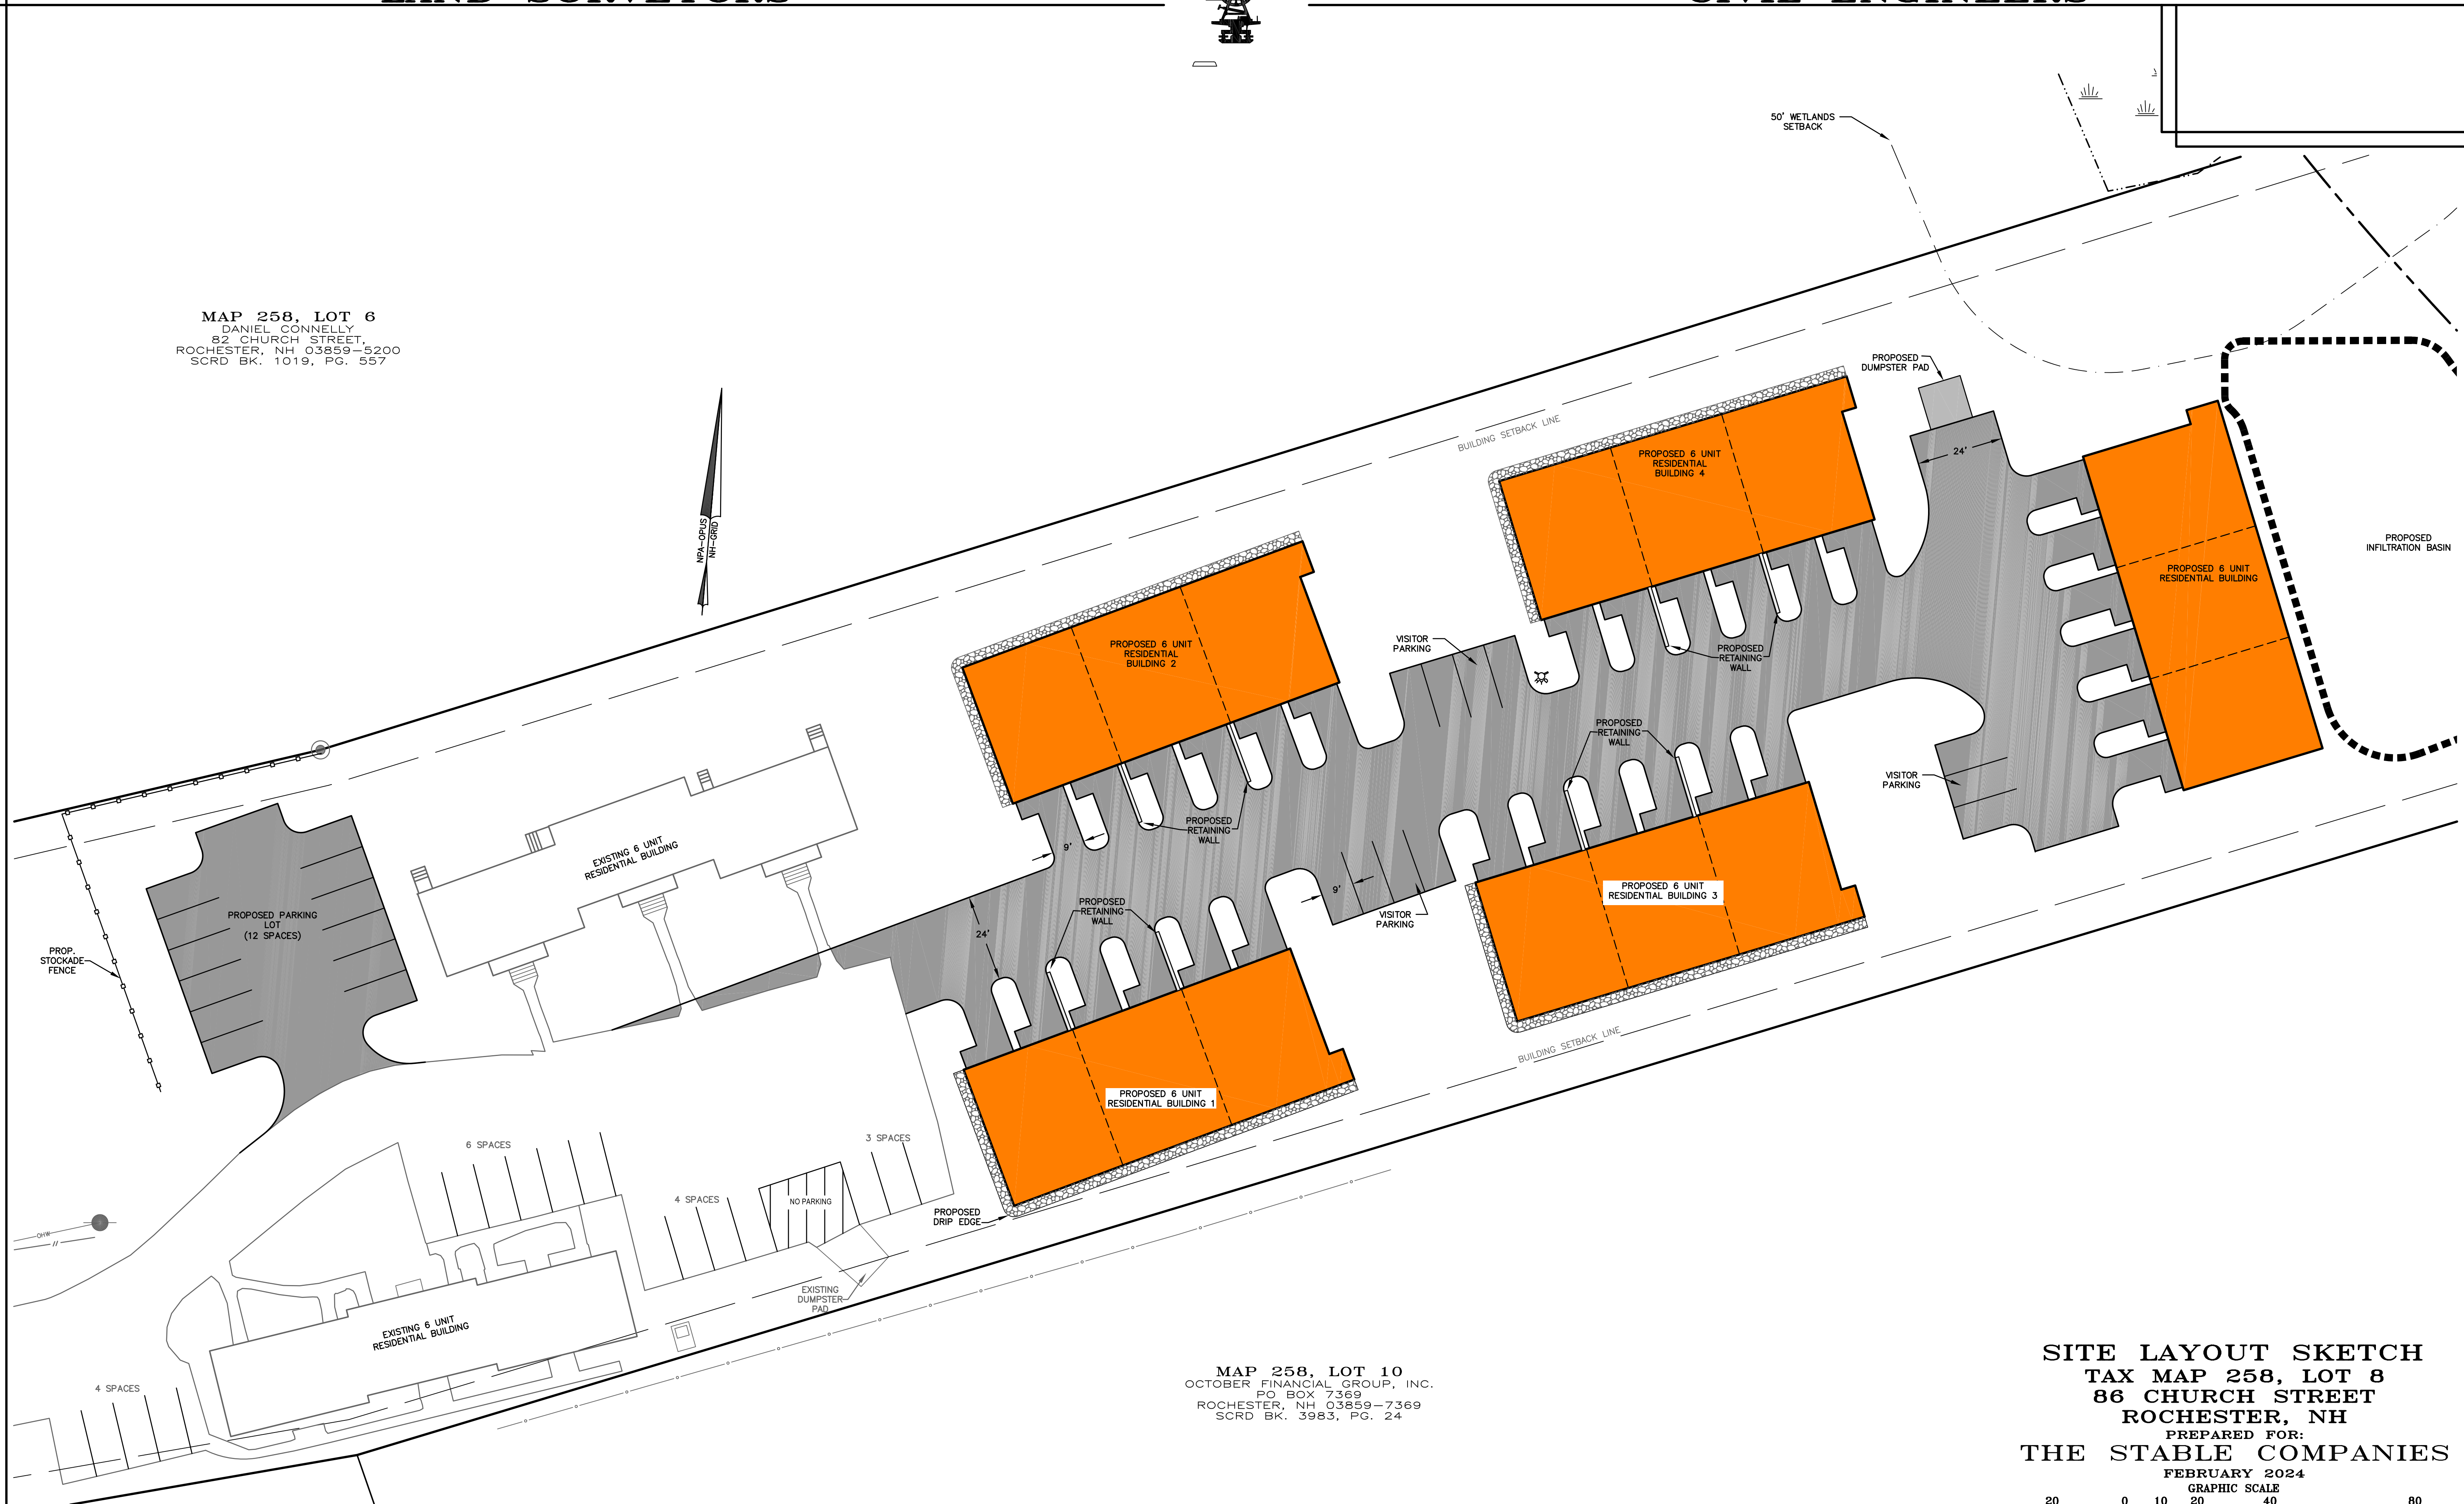 LAND SURVEYORS
CIVIL ENGINEERS
50' WETLANDS
SETBACK
MAP 258, LOT 6
DANIEL CONNELLY
82 CHURCH STREET,
ROCHESTER, NH 03859-5200
SCRD BK. 1019, PG. 557
NPA-OPUS
NH-GRID
PROPOSED
DUMPSTER PAD
BUILDING SETBACK LINE
PROPOSED 6 UNIT
RESIDENTIAL
BUILDING 4
24'
PROPOSED
INFILTRATION BASIN
PROPOSED 6 UNIT
RESIDENTIAL BUILDING
PROPOSED 6 UNIT
RESIDENTIAL
BUILDING 2
VISITOR
PARKING
PROPOSED
RETAINING
WALL
PROPOSED
RETAINING
WALL
VISITOR
PARKING
PROPOSED
RETAINING
WALL
9'
EXISTING 6 UNIT
RESIDENTIAL BUILDING
PROPOSED 6 UNIT
RESIDENTIAL BUILDING 3
9'
VISITOR
PARKING
PROPOSED
RETAINING
WALL
24'
PROPOSED PARKING
LOT
(12 SPACES)
PROP.
STOCKADE
FENCE
BUILDING SETBACK LINE
PROPOSED 6 UNIT
RESIDENTIAL BUILDING 1
6 SPACES
3 SPACES
4 SPACES
NO PARKING
PROPOSED
DRIP EDGE
OHW
EXISTING
DUMPSTER
PAD
EXISTING 6 UNIT
RESIDENTIAL BUILDING
4 SPACES
MAP 258, LOT 10
OCTOBER FINANCIAL GROUP, INC.
PO BOX 7369
ROCHESTER, NH 03859-7369
SCRD BK. 3983, PG. 24
SITE LAYOUT SKETCH
TAX MAP 258, LOT 8
86 CHURCH STREET
ROCHESTER, NH
PREPARED FOR:
THE STABLE COMPANIES
FEBRUARY 2024
GRAPHIC SCALE
20 0 10 20 40 80